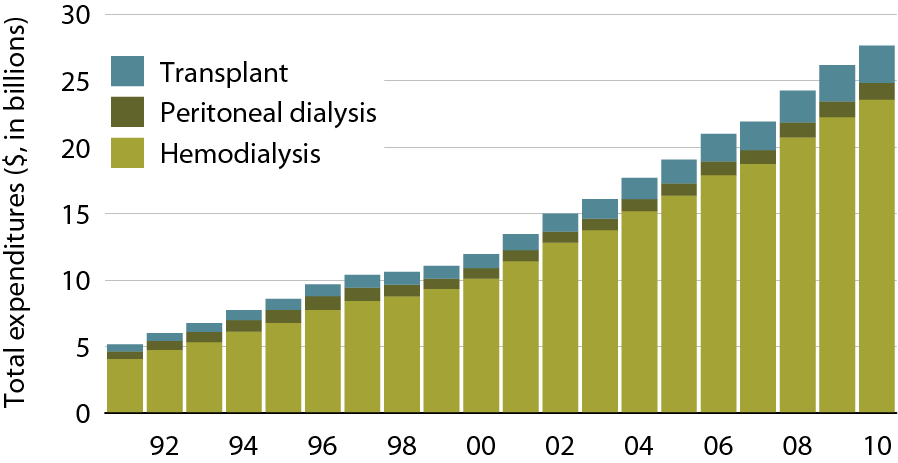 Total expenditures ($, in billions)
30
25
20
15
10
5
0
Transplant
Peritoneal dialysis
Hemodialysis
92 94 96 98 00 02 04 06 08 10